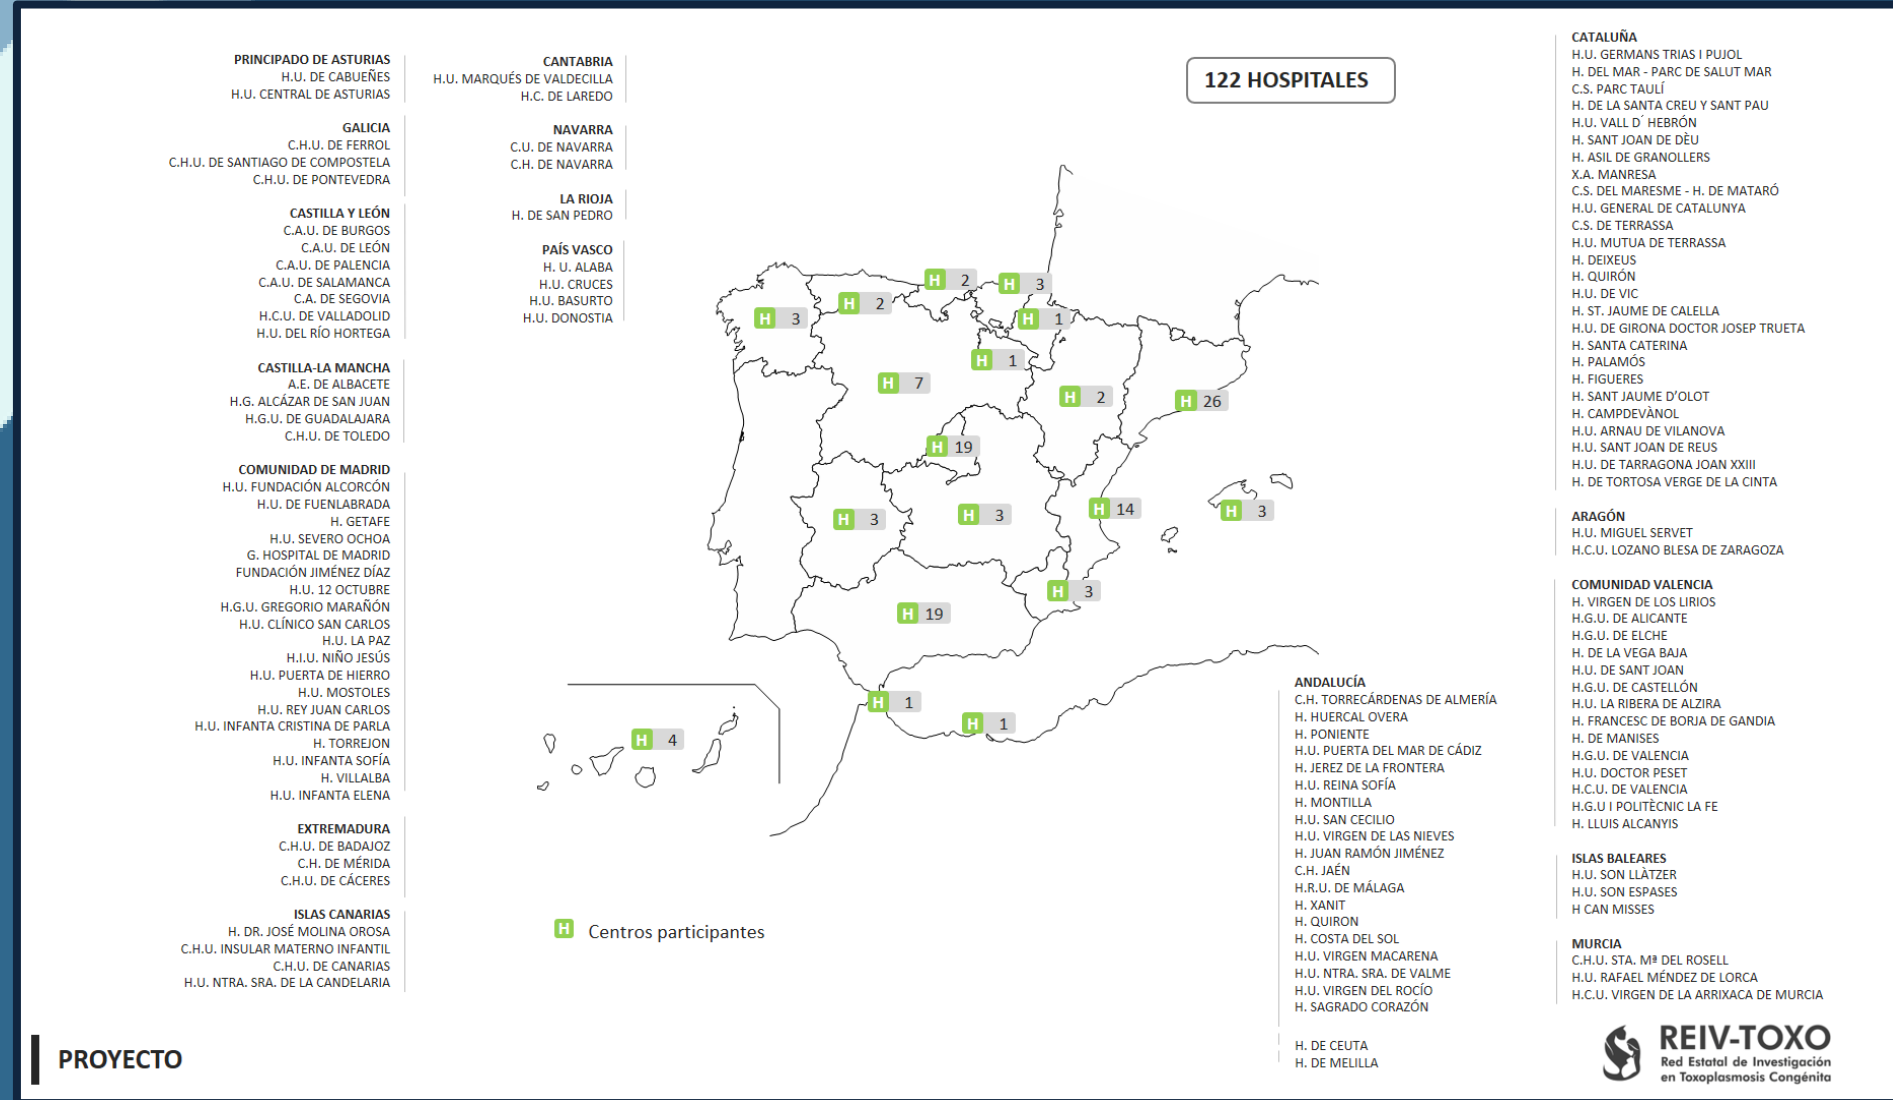 PRINCIPADO DE ASTURIAS
H.U. DE CABUEÑES
H.U. CENTRAL DE ASTURIAS
GALICIA
C.H.U. DE FERROL
C.H.U. DE SANTIAGO DE COMPOSTELA
C.H.U. DE PONTEVEDRA
CASTILLA Y LEÓN
C.A.U. DE BURGOS
C.A.U. DE LEÓN
C.A.U. DE PALENCIA
C.A.U. DE SALAMANCA
C.A. DE SEGOVIA
H.C.U. DE VALLADOLID
H.U. DEL RÍO HORTEGA
CASTILLA-LA MANCHA
A.E. DE ALBACETE
H.G. ALCÁZAR DE SAN JUAN
H.G.U. DE GUADALAJARA
C.H.U. DE TOLEDO
COMUNIDAD DE MADRID
H.U. FUNDACIÓN ALCORCÓN
H.U. DE FUENLABRADA
H. GETAFE
H.U. SEVERO OCHOA
G. HOSPITAL DE MADRID
FUNDACIÓN JIMÉNEZ DÍAZ
H.U. 12 OCTUBRE
H.G.U. GREGORIO MARAÑÓN
H.U. CLÍNICO SAN CARLOS
H.U. LA PAZ
H.I.U. NIÑO JESÚS
H.U. PUERTA DE HIERRO
H.U. MOSTOLES
H.U. REY JUAN CARLOS
H.U. INFANTA CRISTINA DE PARLA
H. TORREJON
H.U. INFANTA SOFÍA
H. VILLALBA
H.U. INFANTA ELENA
EXTREMADURA
C.H.U. DE BADAJOZ
C.H. DE MÉRIDA
C.H.U. DE CÁCERES
ISLAS CANARIAS
H. DR. JOSÉ MOLINA OROSA
C.H.U. INSULAR MATERNO INFANTIL
C.H.U. DE CANARIAS
H.U. NTRA. SRA. DE LA CANDELARIA
CANTABRIA
H.U. MARQUÉS DE VALDECILLA
H.C. DE LAREDO
NAVARRA
C.U. DE NAVARRA
C.H. DE NAVARRA
LA RIOJA
H. DE SAN PEDRO
PAÍS VASCO
H. U. ALABA
H.U. CRUCES
H.U. BASURTO
H.U. DONOSTIA
122 HOSPITALES
H 2
H 3
H 2
H 3
H 1
H 1
H 7
H 2
H 26
H 19
H 14
H 3
H 3
H 3
H 3
H 19
H 1
H 1
H 4
H Centros participantes
ANDALUCÍA
C.H. TORRECÁRDENAS DE ALMERÍA
H. HUERCAL OVERA
H. PONIENTE
H.U. PUERTA DEL MAR DE CÁDIZ
H. JEREZ DE LA FRONTERA
H.U. REINA SOFÍA
H. MONTILLA
H.U. SAN CECILIO
H.U. VIRGEN DE LAS NIEVES
H. JUAN RAMÓN JIMÉNEZ
C.H. JAÉN
H.R.U. DE MÁLAGA
H. XANIT
H. QUIRON
H. COSTA DEL SOL
H.U. VIRGEN MACARENA
H.U. NTRA. SRA. DE VALME
H.U. VIRGEN DEL ROCÍO
H. SAGRADO CORAZÓN
H. DE CEUTA
H. DE MELILLA
CATALUÑA
H.U. GERMANS TRIAS I PUJOL
H. DEL MAR - PARC DE SALUT MAR
C.S. PARC TAULÍ
H. DE LA SANTA CREU Y SANT PAU
H.U. VALL D´ HEBRÓN
H. SANT JOAN DE DÈU
H. ASIL DE GRANOLLERS
X.A. MANRESA
C.S. DEL MARESME - H. DE MATARÓ
H.U. GENERAL DE CATALUNYA
C.S. DE TERRASSA
H.U. MUTUA DE TERRASSA
H. DEIXEUS
H. QUIRÓN
H.U. DE VIC
H. ST. JAUME DE CALELLA
H.U. DE GIRONA DOCTOR JOSEP TRUETA
H. SANTA CATERINA
H. PALAMÓS
H. FIGUERES
H. SANT JAUME D'OLOT
H. CAMPDEVÀNOL
H.U. ARNAU DE VILANOVA
H.U. SANT JOAN DE REUS
H.U. DE TARRAGONA JOAN XXIII
H. DE TORTOSA VERGE DE LA CINTA
ARAGÓN
H.U. MIGUEL SERVET
H.C.U. LOZANO BLESA DE ZARAGOZA
COMUNIDAD VALENCIA
H. VIRGEN DE LOS LIRIOS
H.G.U. DE ALICANTE
H.G.U. DE ELCHE
H. DE LA VEGA BAJA
H.U. DE SANT JOAN
H.G.U. DE CASTELLÓN
H.U. LA RIBERA DE ALZIRA
H. FRANCESC DE BORJA DE GANDIA
H. DE MANISES
H.G.U. DE VALENCIA
H.U. DOCTOR PESET
H.C.U. DE VALENCIA
H.G.U I POLITÈCNIC LA FE
H. LLUIS ALCANYIS
ISLAS BALEARES
H.U. SON LLÀTZER
H.U. SON ESPASES
H CAN MISSES
MURCIA
C.H.U. STA. Mª DEL ROSELL
H.U. RAFAEL MÉNDEZ DE LORCA
H.C.U. VIRGEN DE LA ARRIXACA DE MURCIA
PROYECTO
REIV-TOXO
Red Estatal de Investigación
en Toxoplasmosis Congénita